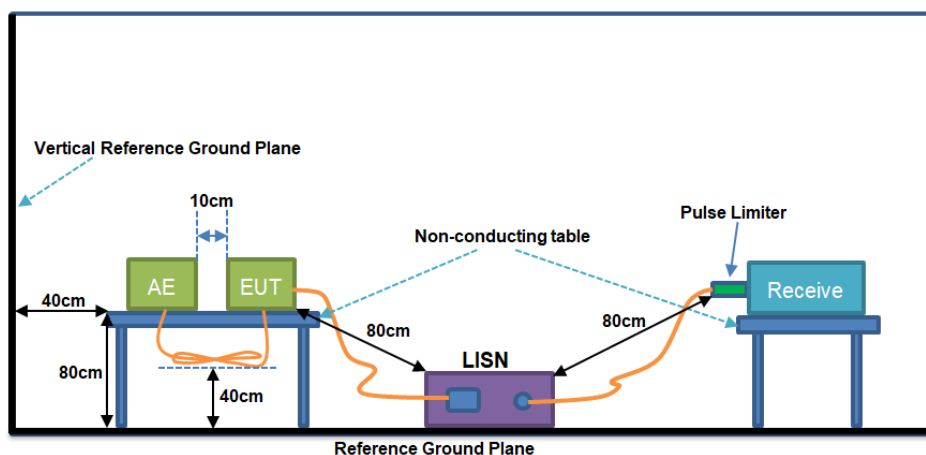 Vertical Reference Ground Plane
10cm
Pulse Limiter
Non-conducting table
AE
EUT
Receive
40cm
80cm
80cm
LISN
80cm
40cm
Reference Ground Plane